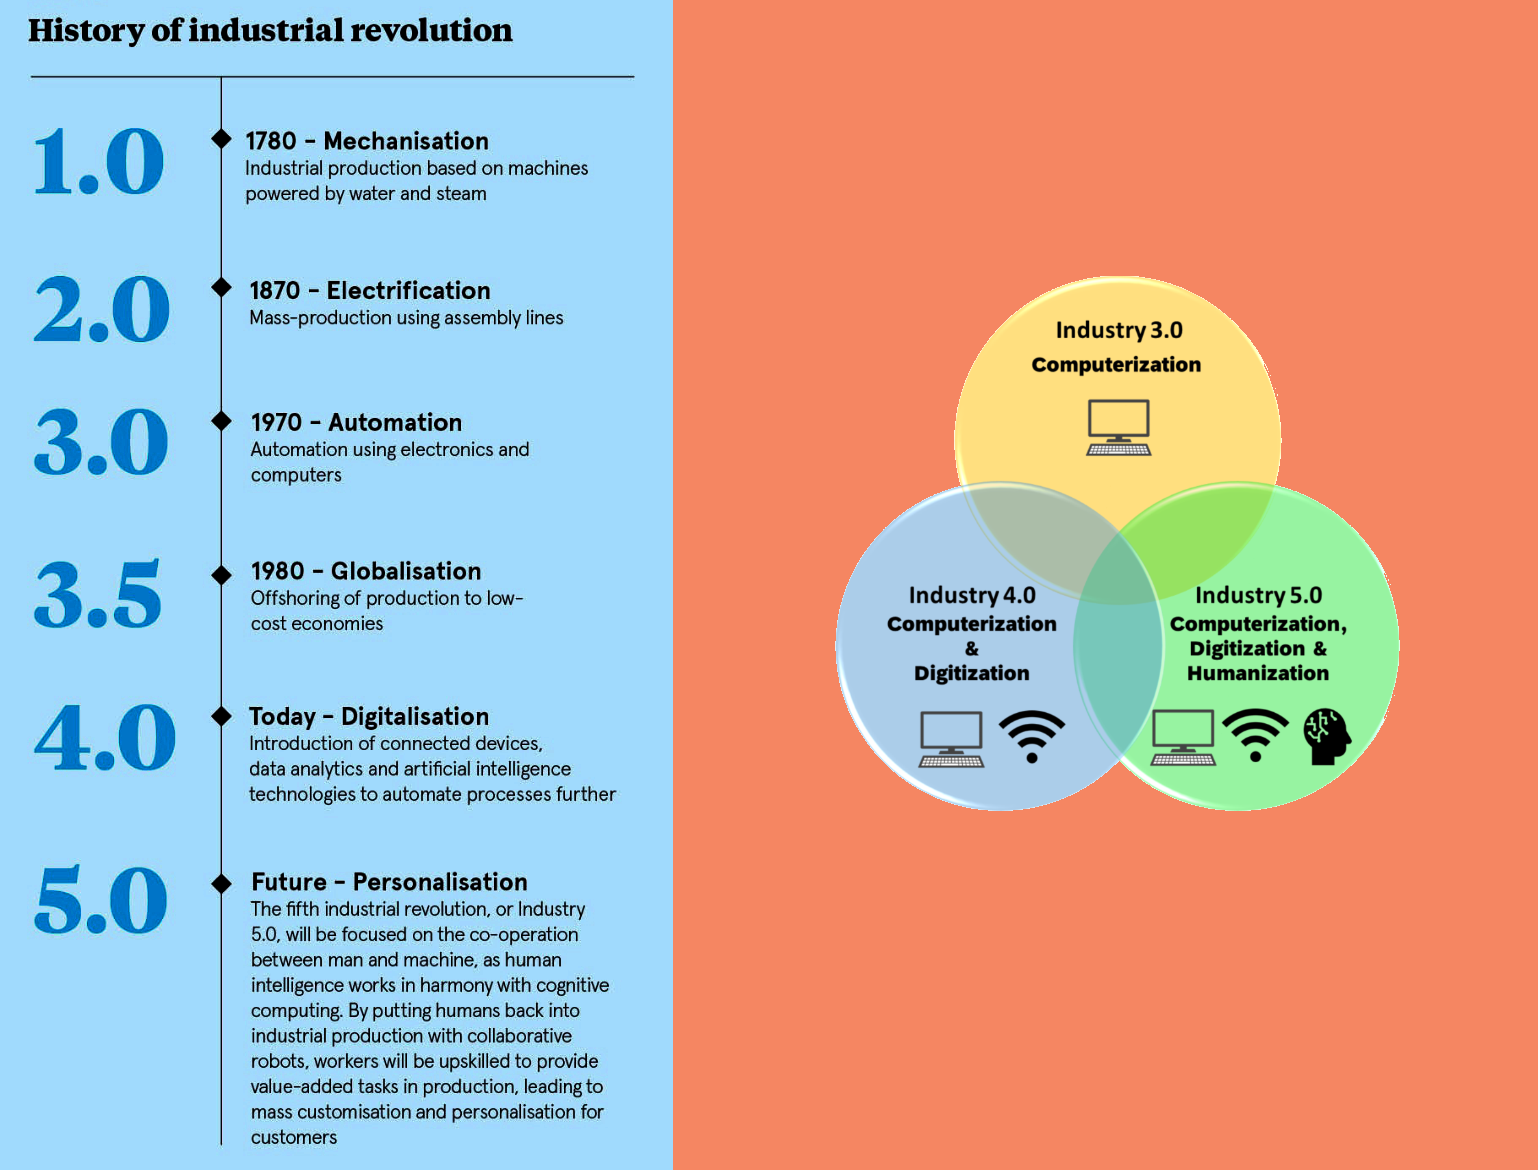 History of industrial revolution
1.0
1780 – Mechanisation
Industrial production based on machines
powered by water and steam
2.0
1870 – Electrification
Mass-production using assembly lines
3.0
1970 – Automation
Automation using electronics and
computers
3.5
1980 – Globalisation
Offshoring of production to low-
cost economies
4.0
Today – Digitalisation
Introduction of connected devices,
data analytics and artificial intelligence
technologies to automate processes further
5.0
Future – Personalisation
The fifth industrial revolution, or Industry
5.0, will be focused on the co-operation
between man and machine, as human
intelligence works in harmony with cognitive
computing. By putting humans back into
industrial production with collaborative
robots, workers will be upskilled to provide
value-added tasks in production, leading to
mass customisation and personalisation for
customers
Industry 3.0
Computerization
Industry 4.0
Computerization
&
Digitization
Industry 5.0
Computerization,
Digitization &
Humanization